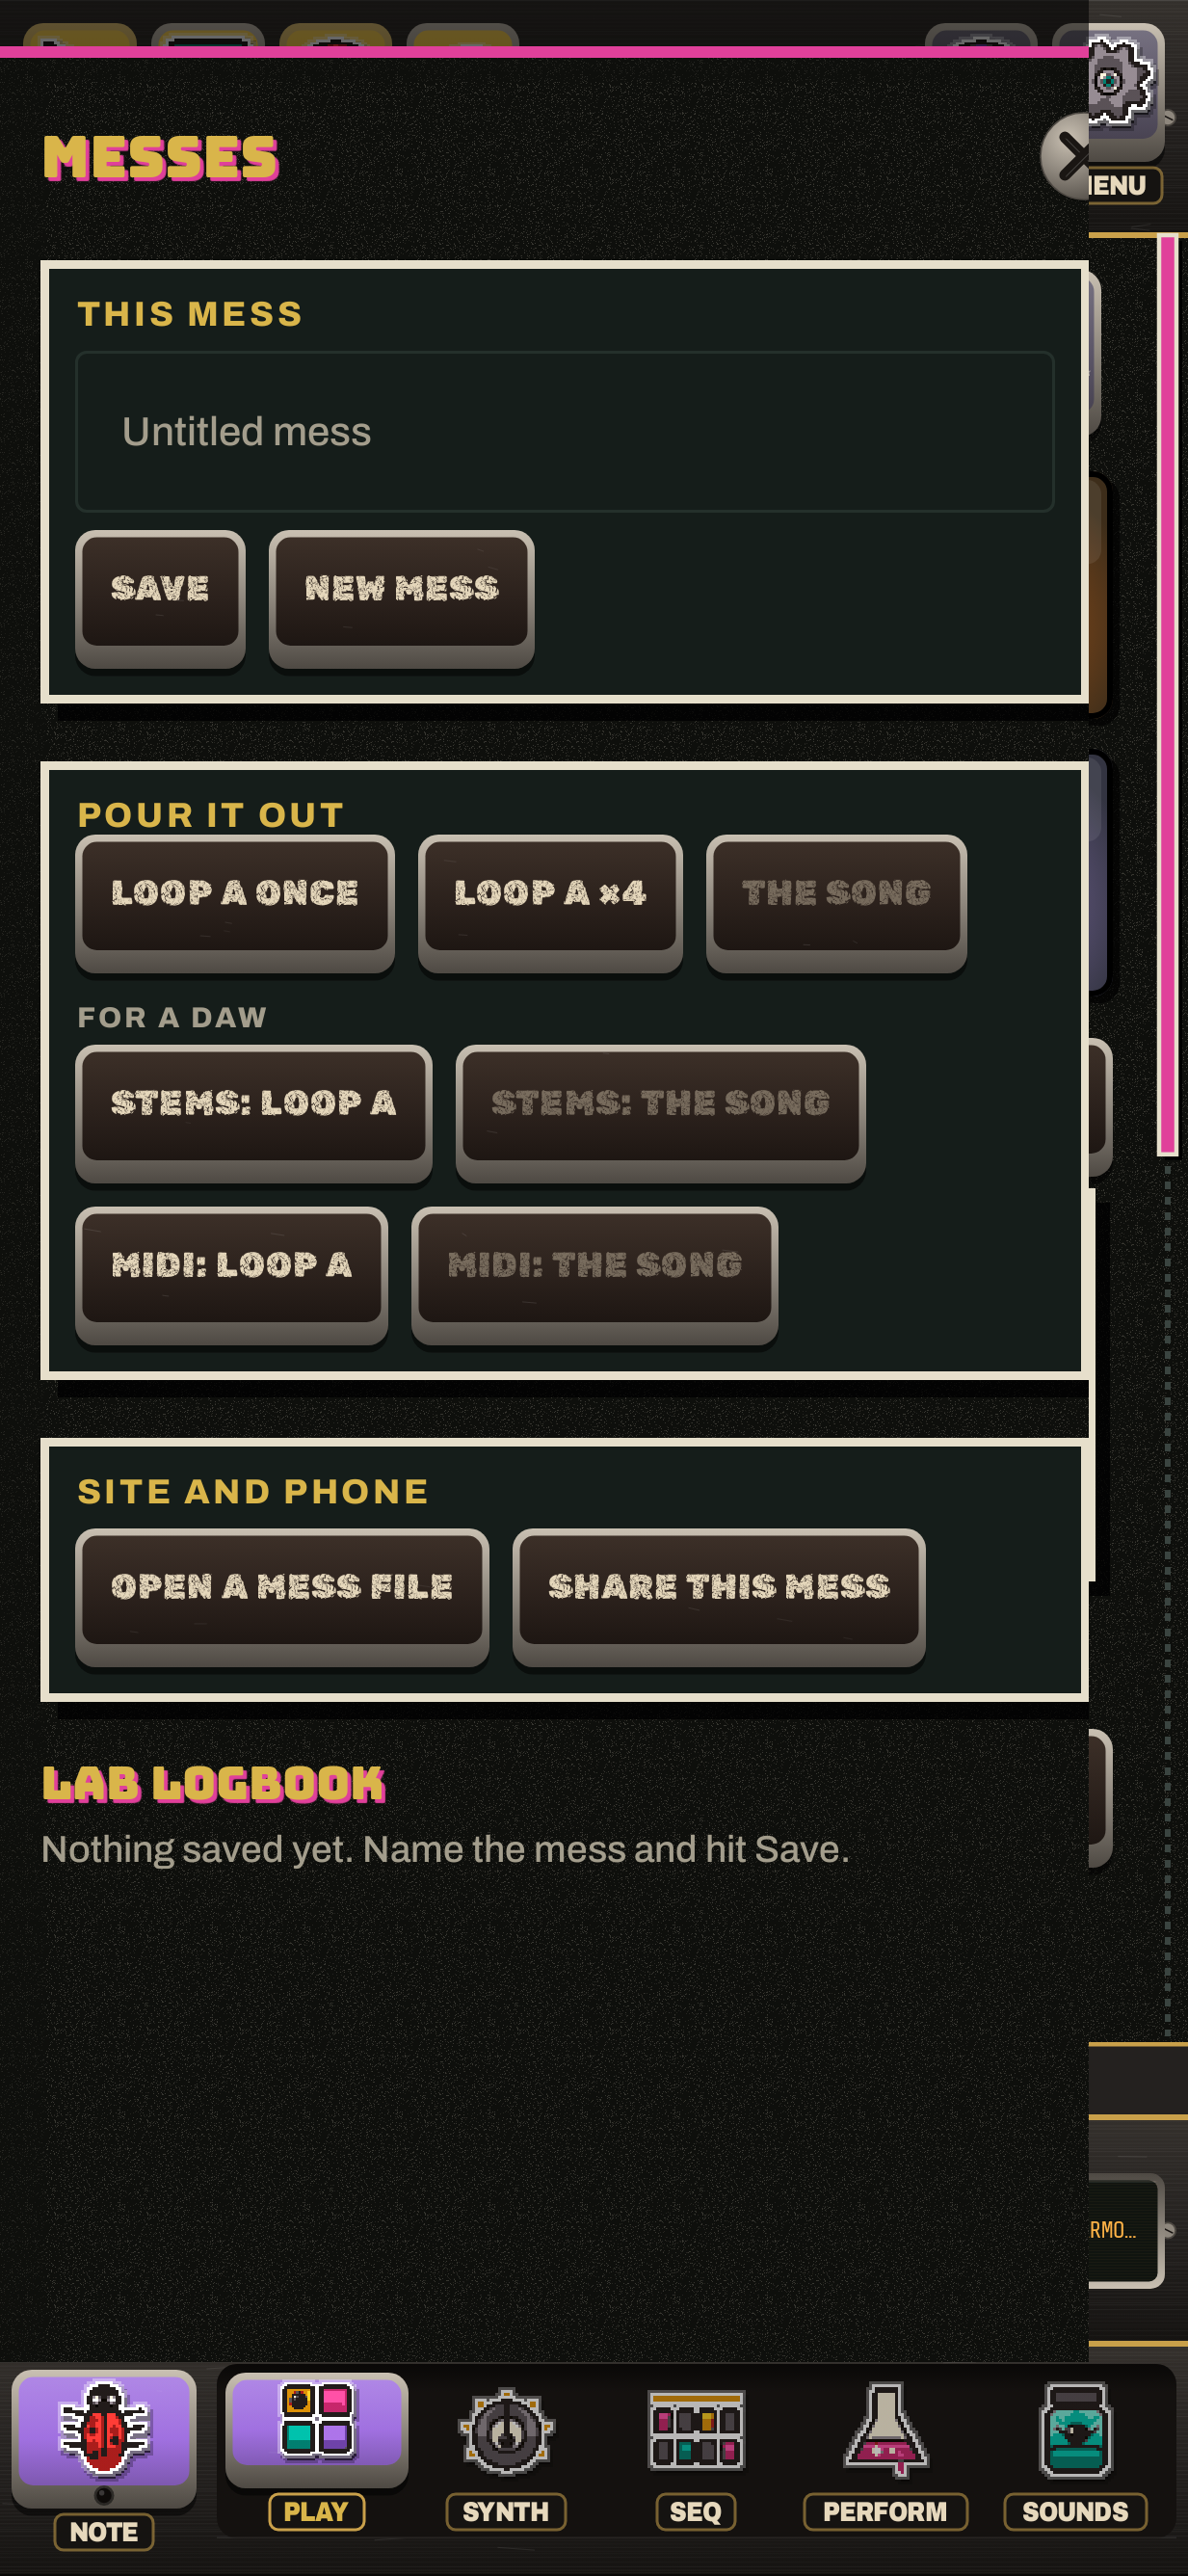 MESSES
ENU
THIS MESS
Untitled mess
SAVE NEW MESS
POUR IT OUT
LOOP A ONCE LOOP A ×4 THE SONG
FOR A DAW
STEMS: LOOP A STEMS: THE SONG
MIDI: LOOP A MIDI: THE SONG
SITE AND PHONE
OPEN A MESS FILE SHARE THIS MESS
LAB LOGBOOK
Nothing saved yet. Name the mess and hit Save.
RMO...
PLAY SYNTH SEQ PERFORM SOUNDS
NOTE